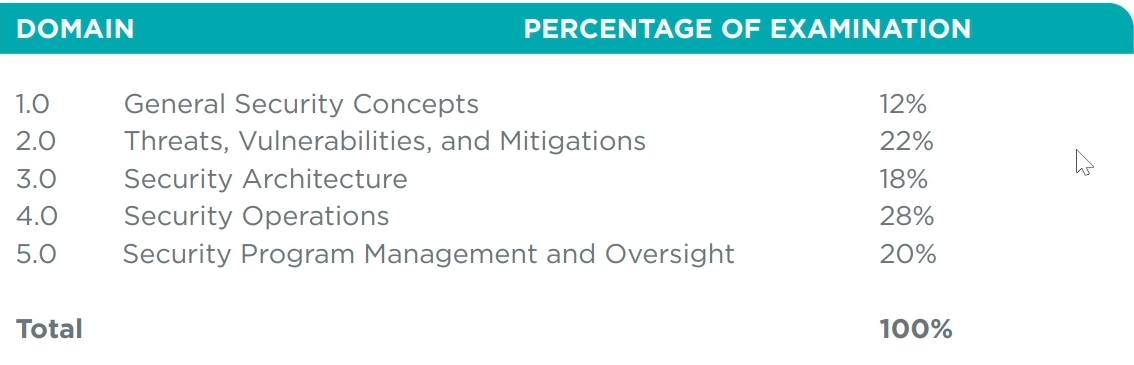 DOMAIN PERCENTAGE OF EXAMINATION
1.0 General Security Concepts 12%
2.0 Threats, Vulnerabilities, and Mitigations 22%
3.0 Security Architecture 18%
4.0 Security Operations 28%
5.0 Security Program Management and Oversight 20%
Total 100%